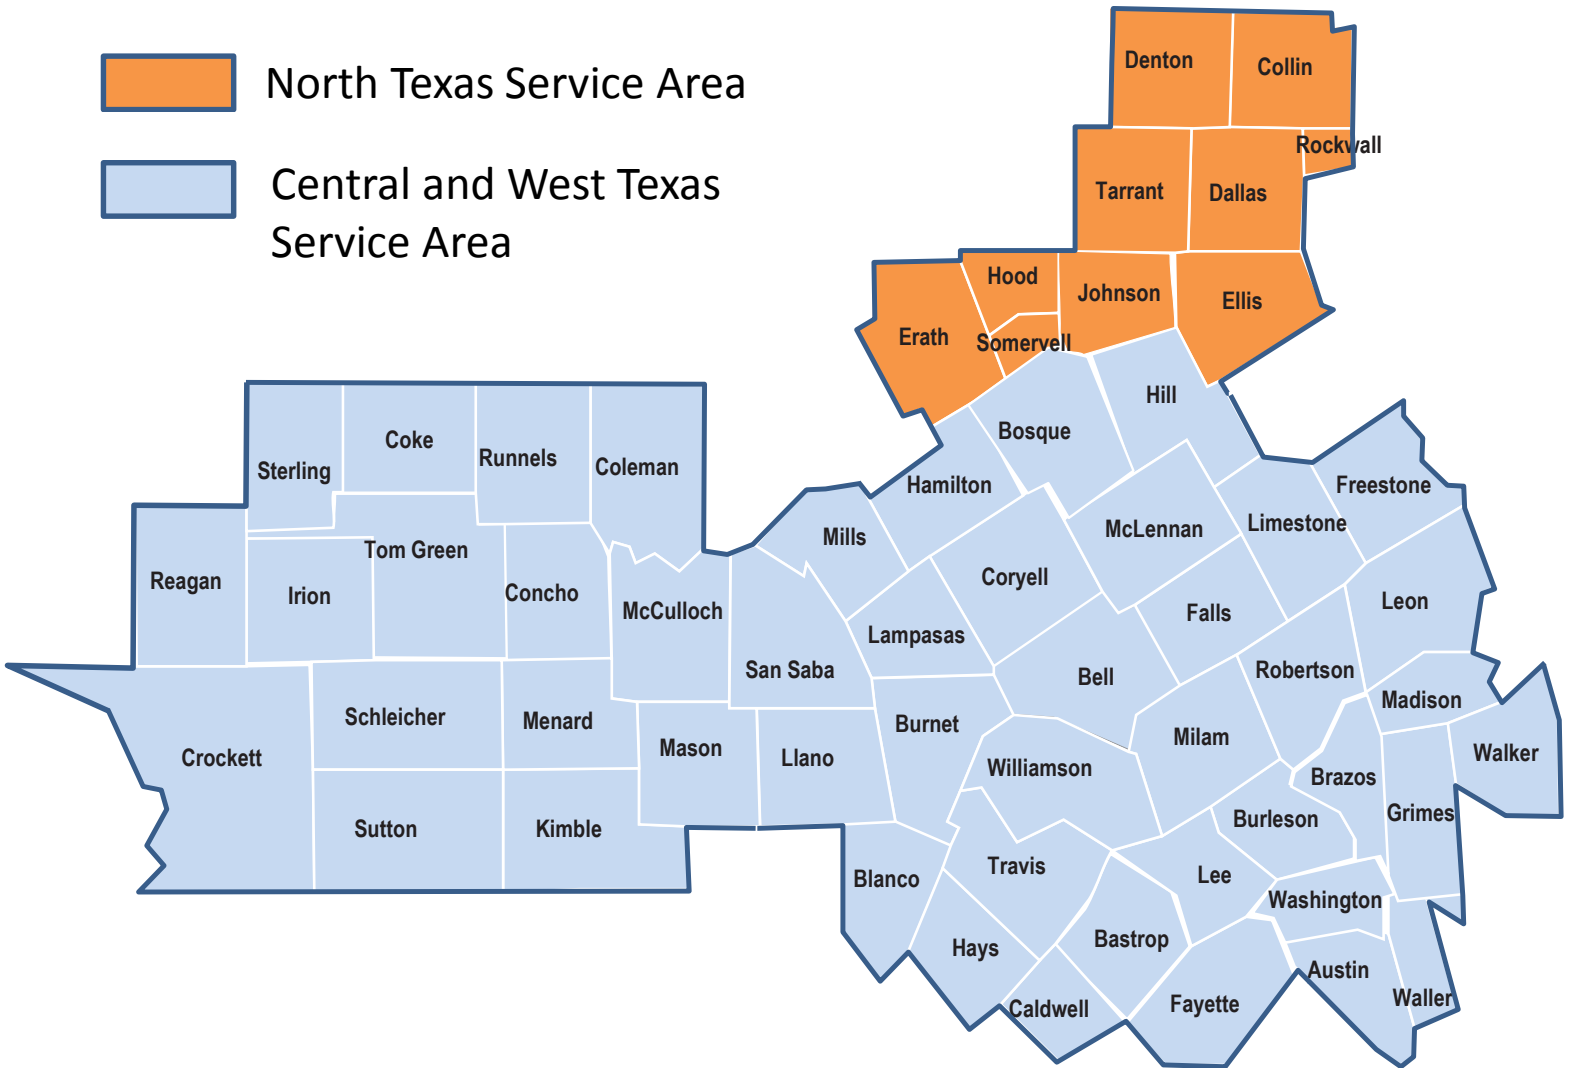 North Texas Service Area
Central and West Texas
Service Area
Denton
Collin
Rockwall
Tarrant
Dallas
Hood
Johnson
Ellis
Erath
Somervell
Hill
Bosque
Coke
Runnels
Coleman
Sterling
Hamilton
Freestone
Mills
McLennan
Limestone
Tom Green
Reagan
Irion
Concho
McCulloch
Coryell
Falls
Leon
Lampasas
San Saba
Bell
Robertson
Madison
Schleicher
Menard
Mason
Burnet
Milam
Crockett
Llano
Williamson
Brazos
Walker
Sutton
Kimble
Burleson
Grimes
Blanco
Travis
Lee
Washington
Hays
Bastrop
Austin
Caldwell
Fayette
Waller